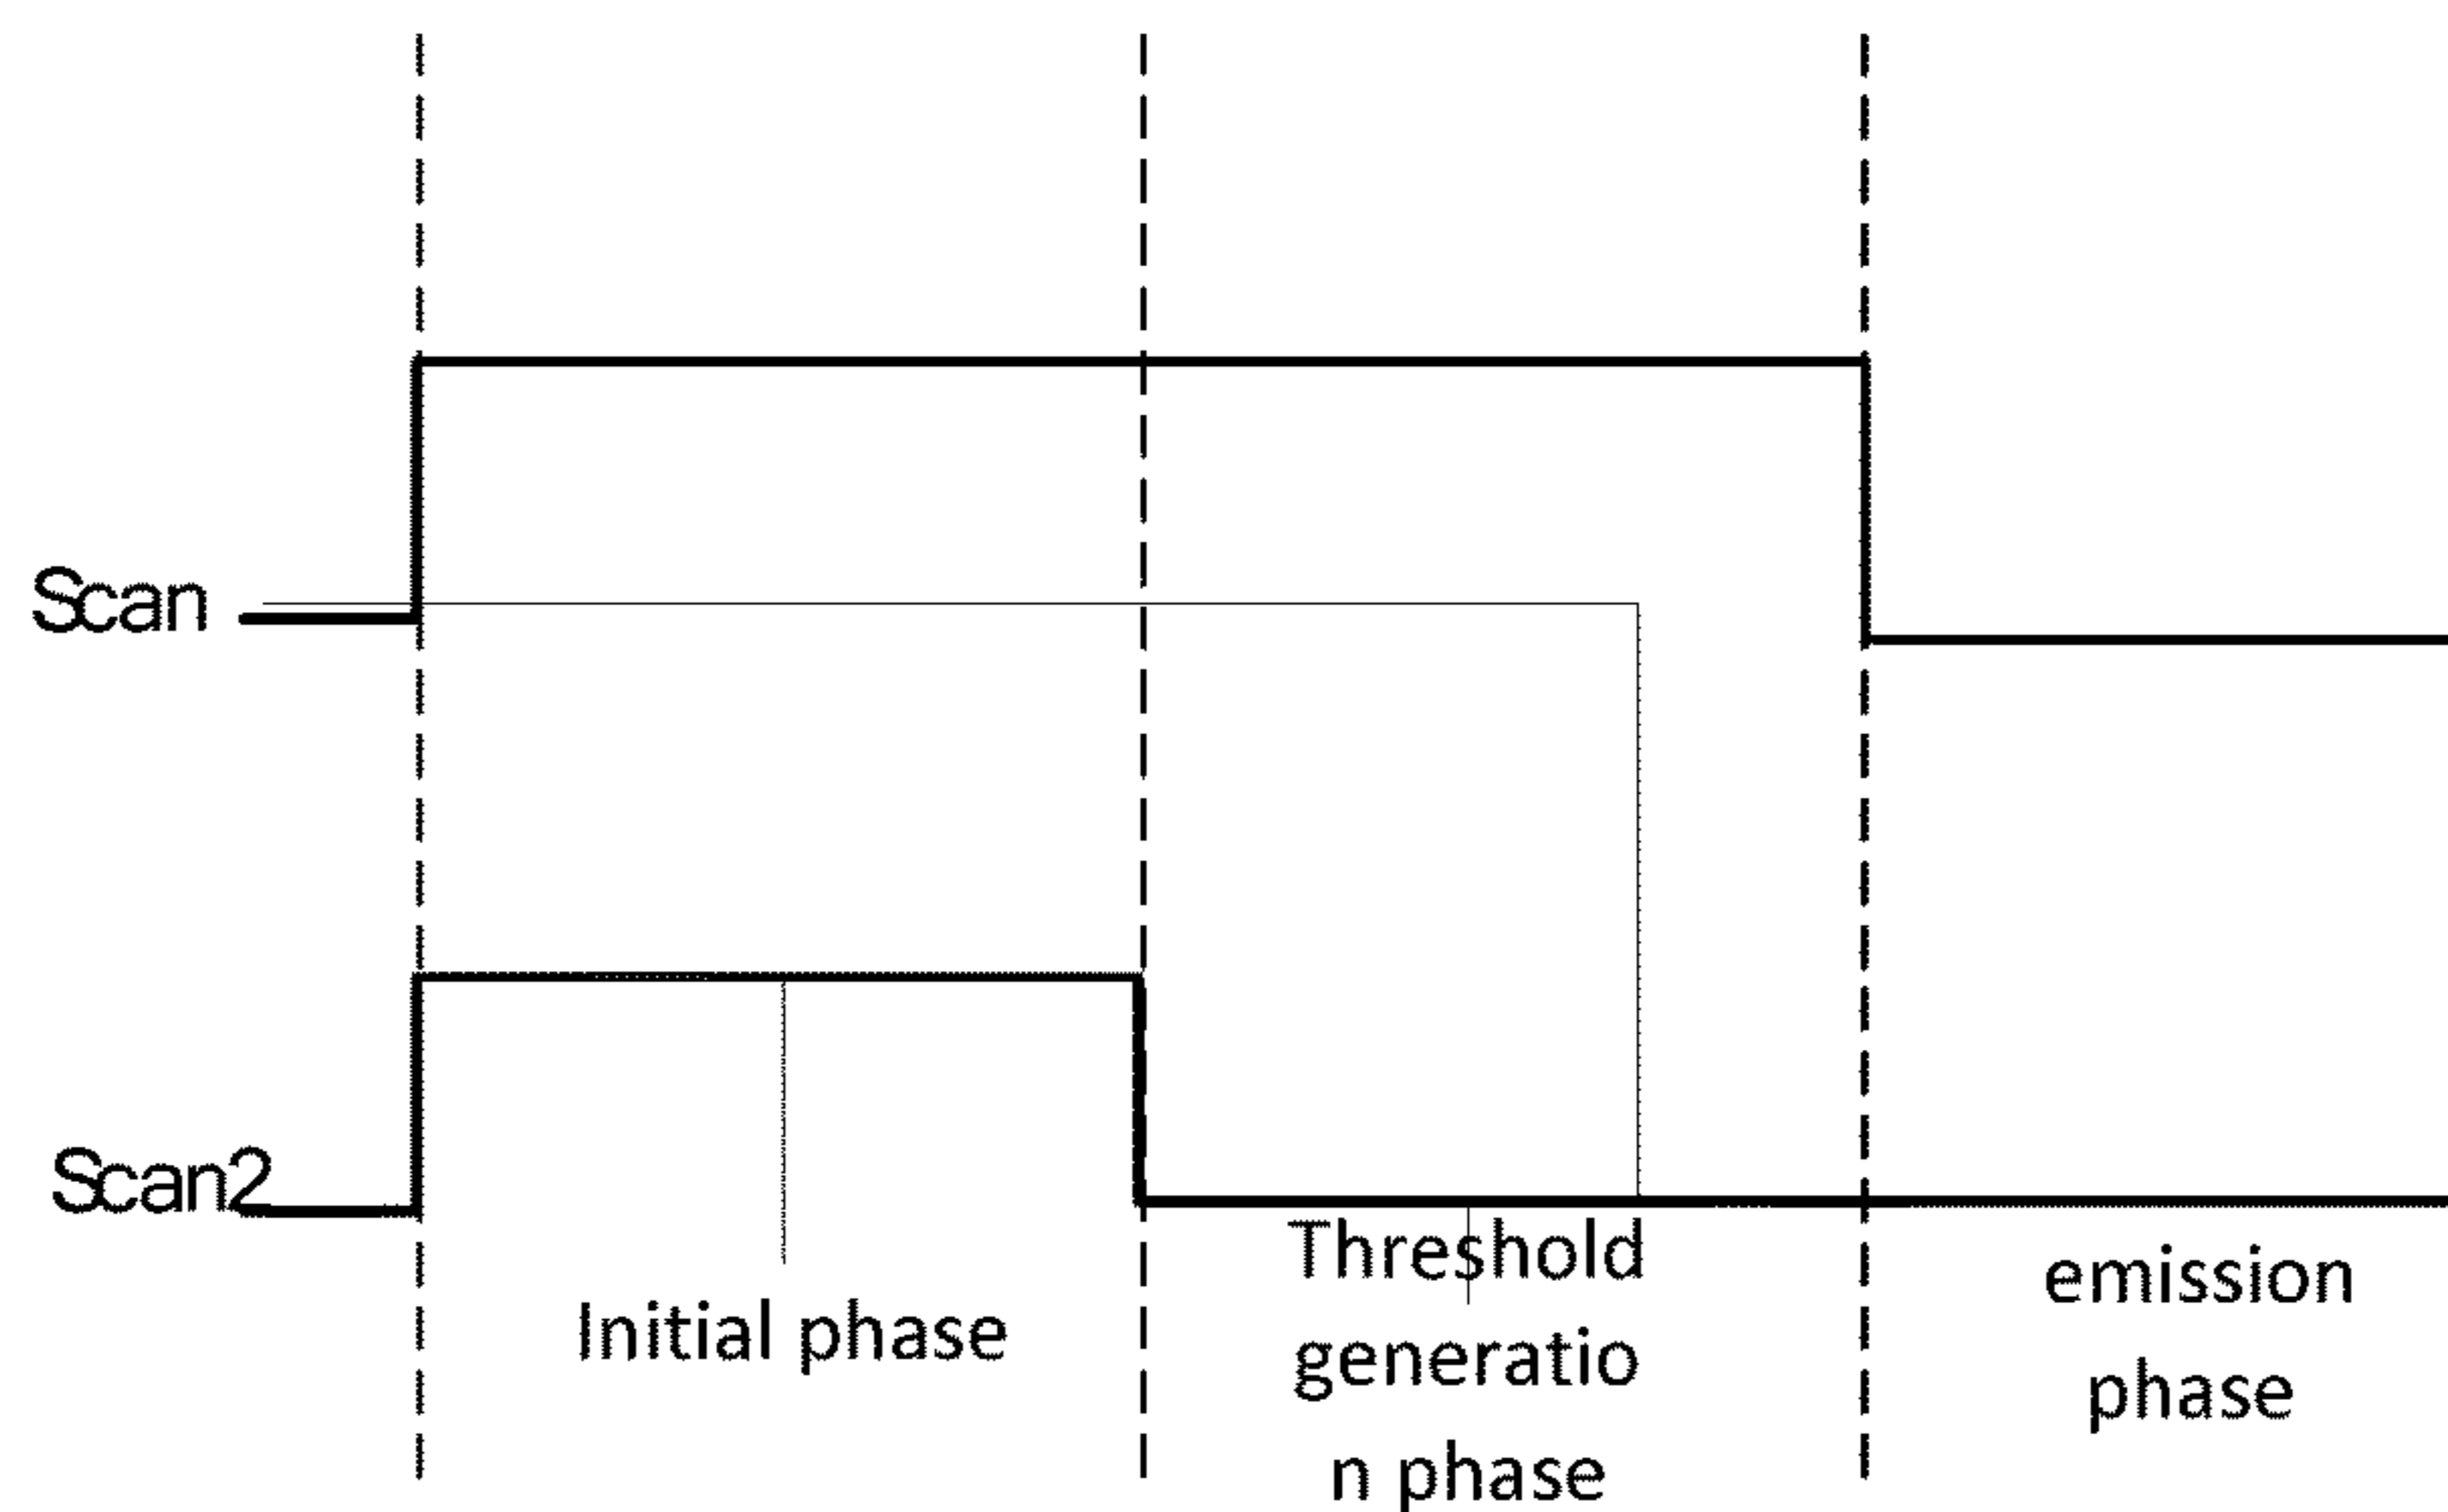 Scan
Scan2
Initial phase
Threshold
generatio
n phase
emission
phase